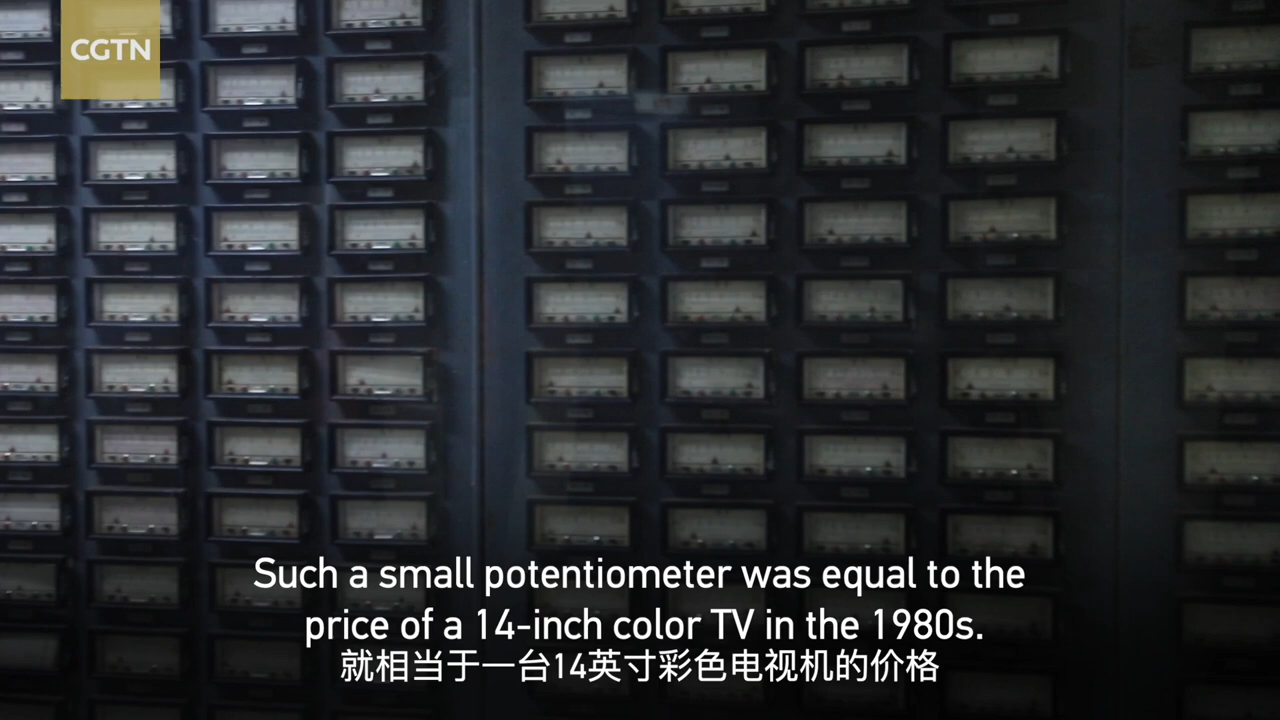 CGTN
Such a small potentiometer was equal to the
price of a 14-inch color TV in the 1980s.
就相当于一台14英寸彩色电视机的价格